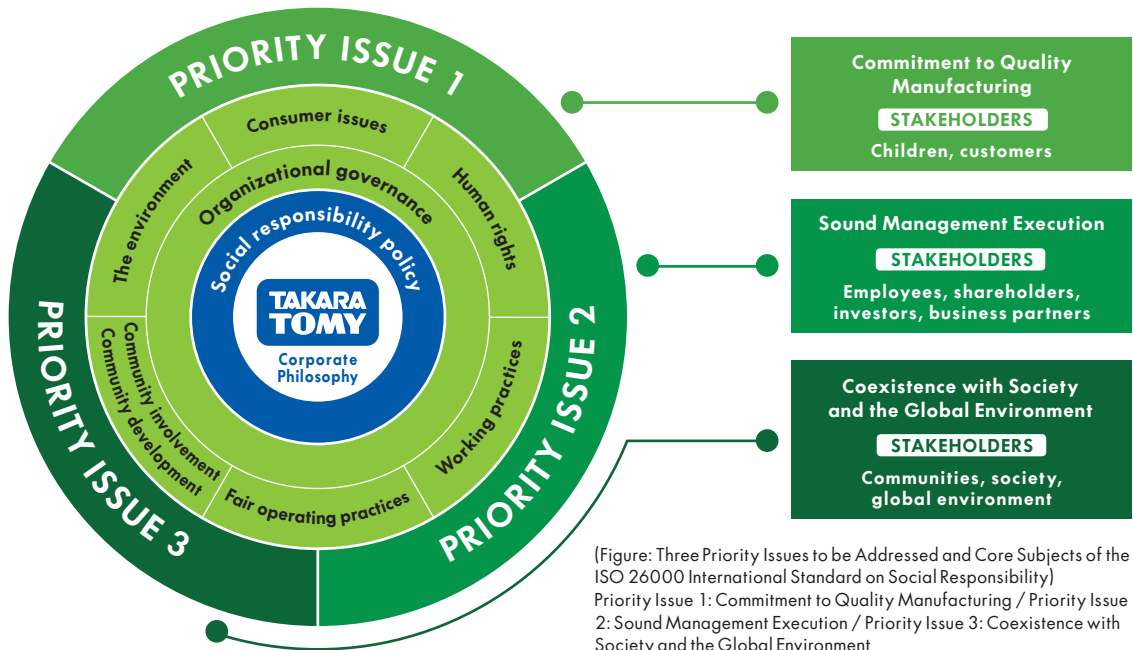 PRIORITY ISSUE 1
Consumer issues
The environment
Organizational governance
Human rights
Social responsibility policy
TAKARA
TOMY
Corporate
Philosophy
PRIORITY ISSUE 2
PRIORITY ISSUE 3
Community involvement
Community development
Working practices
Fair operating practices
Commitment to Quality
Manufacturing
STAKEHOLDERS
Children, customers
Sound Management Execution
STAKEHOLDERS
Employees, shareholders,
investors, business partners
Coexistence with Society
and the Global Environment
STAKEHOLDERS
Communities, society,
global environment
(Figure: Three Priority Issues to be Addressed and Core Subjects of the
ISO 26000 International Standard on Social Responsibility)
Priority Issue 1: Commitment to Quality Manufacturing / Priority Issue
2: Sound Management Execution / Priority Issue 3: Coexistence with
Society and the Global Environment